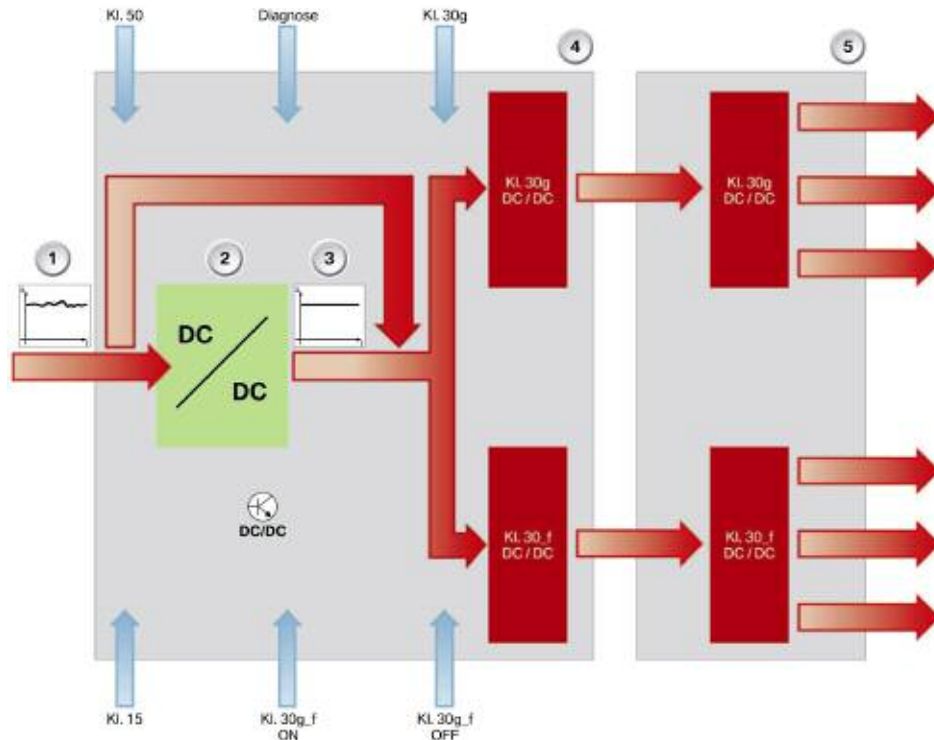 Kl. 50
Diagnose
Kl. 30g
4
5
Kl. 30g
DC / DC
Kl. 30g
DC / DC
1
2
3
DC
DC
DC/DC
Kl. 30_f
DC / DC
Kl. 30_f
DC / DC
Kl. 15
Kl. 30g_f
ON
Kl. 30g_f
OFF